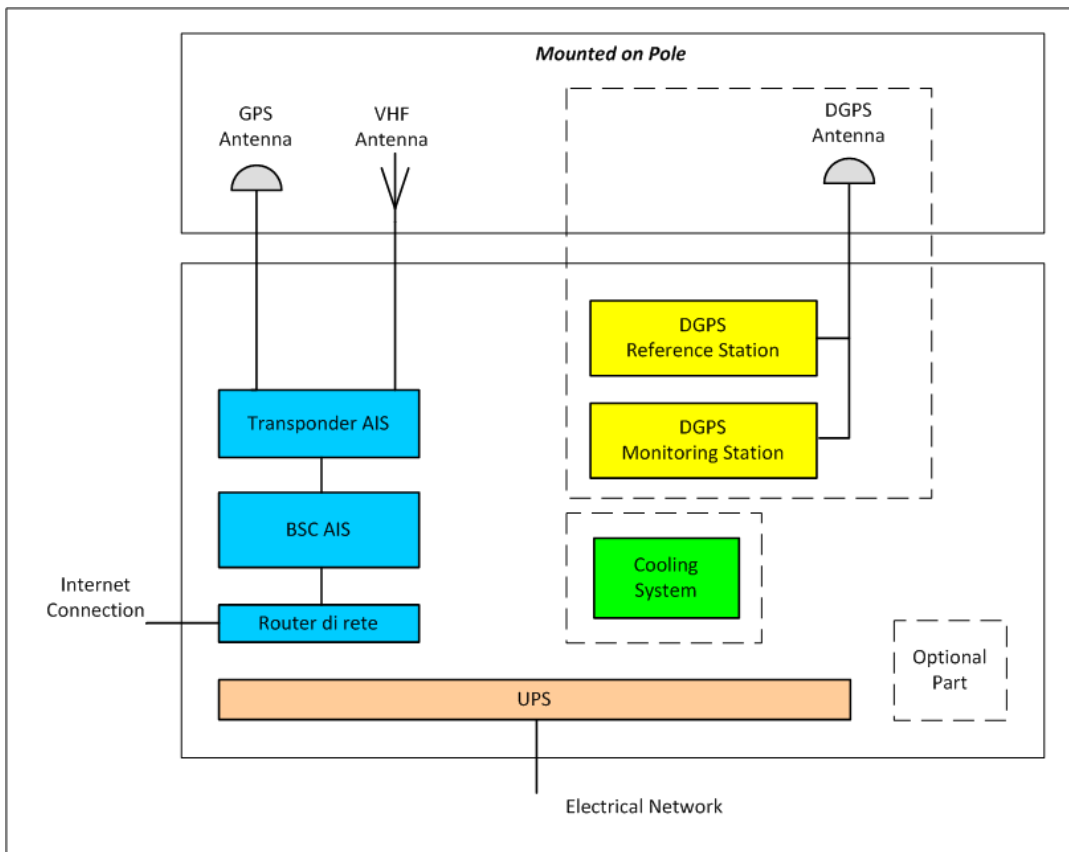 Mounted on Pole
GPS
Antenna
VHF
Antenna
DGPS
Antenna
DGPS
Reference Station
Transponder AIS
DGPS
Monitoring Station
BSC AIS
Cooling
System
Internet
Connection
Router di rete
Optional
Part
UPS
Electrical Network